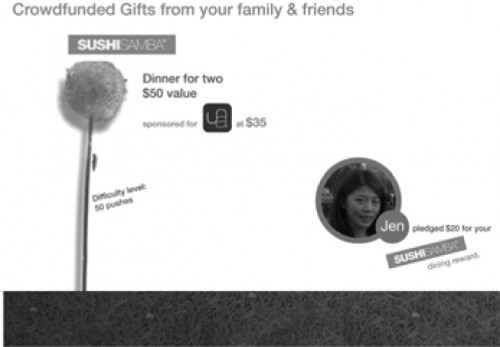 Crowdfunded Gifts from your family & friends
SUSHISAMBA®
Dinner for two
$50 value
sponsored for
at $35
Difficulty level:
50 pushes
Jen
pledged $20 for your
SUSHISAMBA®
dining reward.